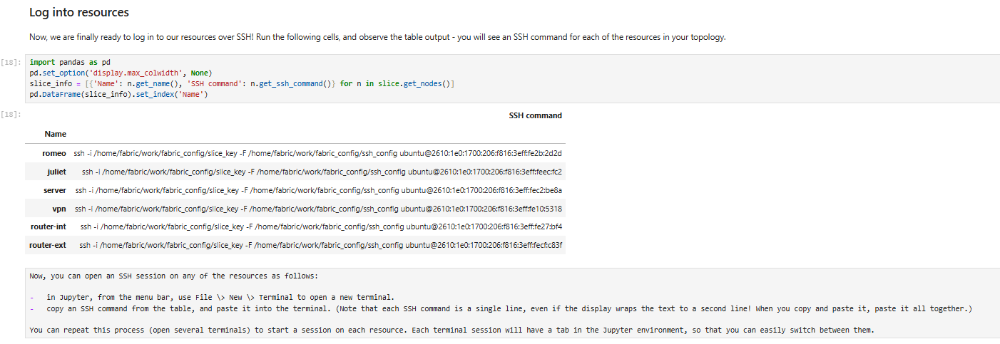 Log into resources
Now, we are finally ready to log in to our resources over SSH! Run the following cells, and observe the table output - you will see an SSH command for each of the resources in your topology.
[18]: import pandas as pd
pd.set_option('display.max_colwidth', None)
slice_info = [{'Name': n.get_name(), 'SSH command': n.get_ssh_command()} for n in slice.get_nodes()]
pd.DataFrame(slice_info).set_index('Name')
[18]: SSH command
Name
romeo ssh -i /home/fabric/work/fabric_config/slice_key -F /home/fabric/work/fabric_config/ssh_config ubuntu@2610:1e0:1700:206:f816:3eff:fe2b:2d2d
juliet ssh -i /home/fabric/work/fabric_config/slice_key -F /home/fabric/work/fabric_config/ssh_config ubuntu@2610:1e0:1700:206:f816:3eff:feec:fc2
server ssh -i /home/fabric/work/fabric_config/slice_key -F /home/fabric/work/fabric_config/ssh_config ubuntu@2610:1e0:1700:206:f816:3eff:fec2:be8a
vpn ssh -i /home/fabric/work/fabric_config/slice_key -F /home/fabric/work/fabric_config/ssh_config ubuntu@2610:1e0:1700:206:f816:3eff:fe10:5318
router-int ssh -i /home/fabric/work/fabric_config/slice_key -F /home/fabric/work/fabric_config/ssh_config ubuntu@2610:1e0:1700:206:f816:3eff:fe27:bf4
router-ext ssh -i /home/fabric/work/fabric_config/slice_key -F /home/fabric/work/fabric_config/ssh_config ubuntu@2610:1e0:1700:206:f816:3eff:fecf:c83f
Now, you can open an SSH session on any of the resources as follows:
- in Jupyter, from the menu bar, use File \> New \> Terminal to open a new terminal.
- copy an SSH command from the table, and paste it into the terminal. (Note that each SSH command is a single line, even if the display wraps the text to a second line! When you copy and paste it, paste it all together.)
You can repeat this process (open several terminals) to start a session on each resource. Each terminal session will have a tab in the Jupyter environment, so that you can easily switch between them.